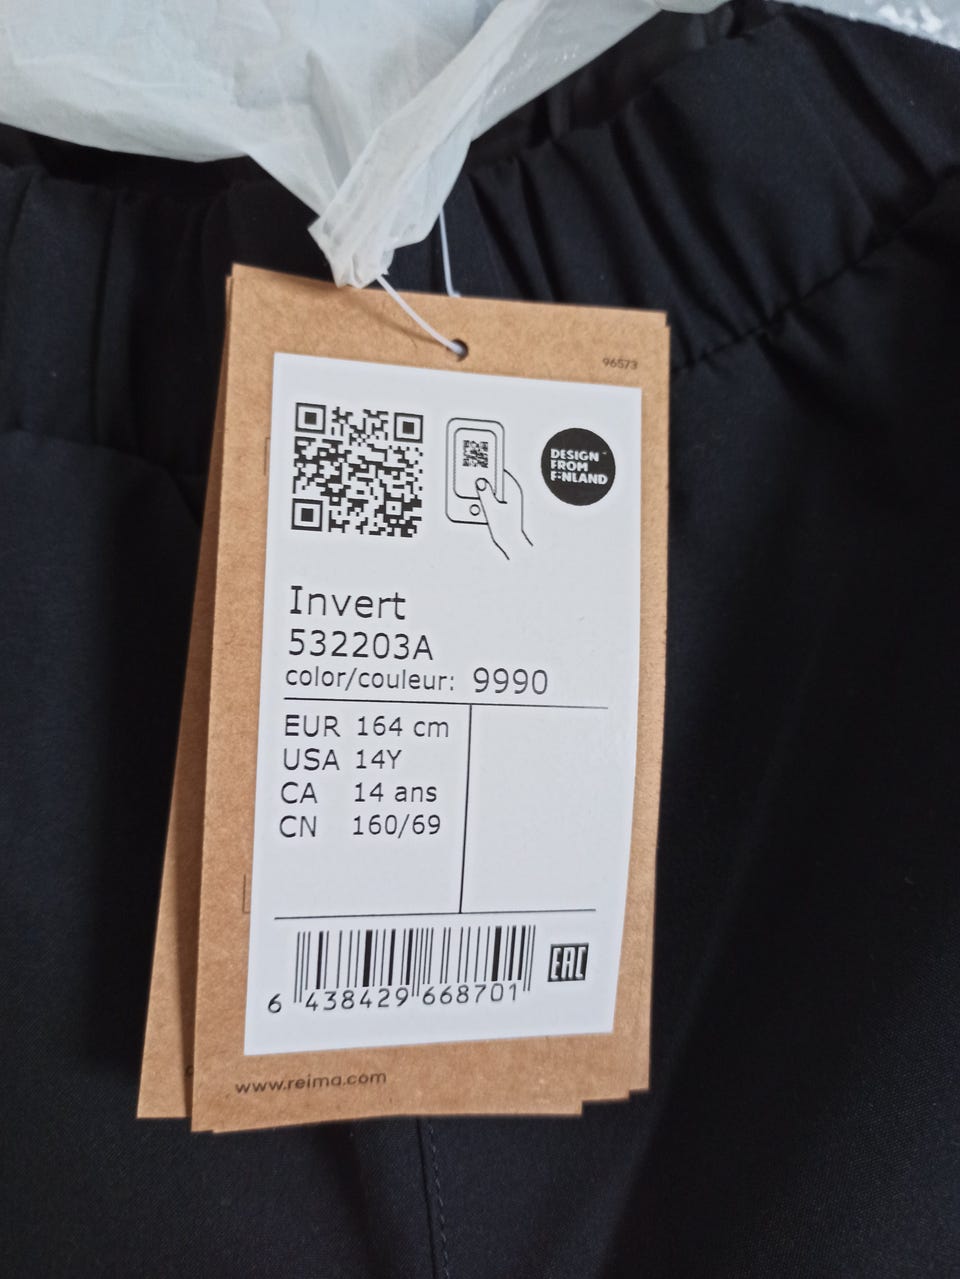 96573
DESIGN
FROM
FINLAND
Invert
532203A
color/couleur: 9990
EUR 164 cm
USA 14Y
CA 14 ans
CN 160/69
6 438429 668701
EAC
www.reima.com